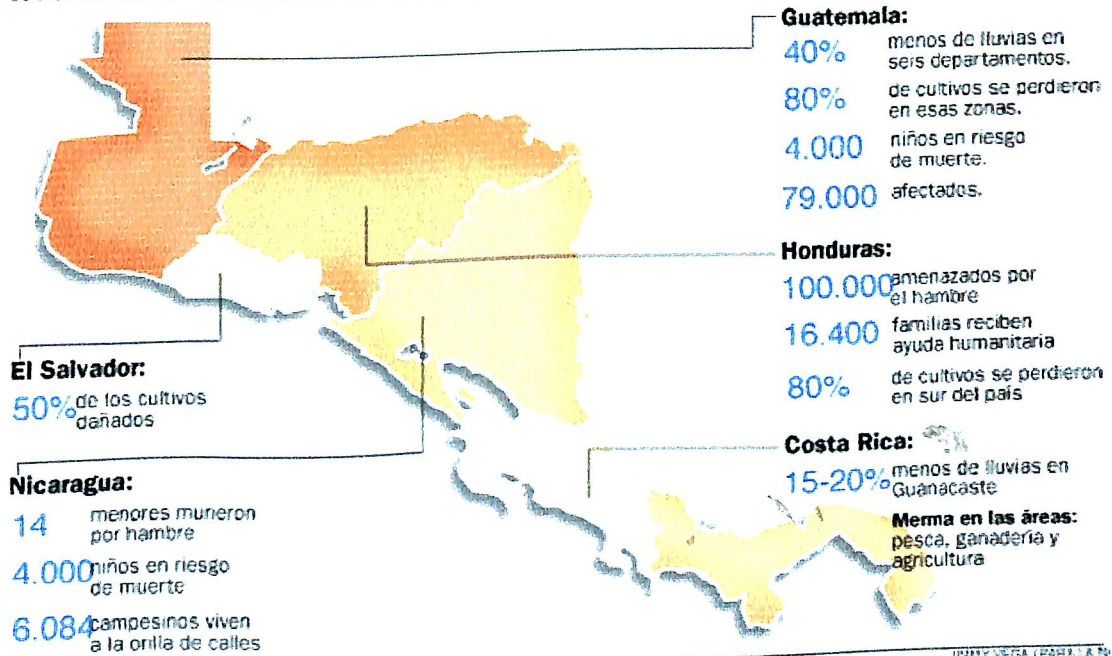 Guatemala:
40% menos de lluvias en
seis departamentos.
80% de cultivos se perdieron
en esas zonas.
4.000 niños en riesgo
de muerte.
79.000 afectados.
Honduras:
100.000 amenazados por
el hambre
16.400 familias reciben
ayuda humanitaria
80% de cultivos se perdieron
en sur del país
Costa Rica:
15-20% menos de lluvias en
Guanacaste
Merma en las áreas:
pesca, ganadería y
agricultura
El Salvador:
50% de los cultivos
dañados
Nicaragua:
14 menores murieron
por hambre
4.000 niños en riesgo
de muerte
6.084 campesinos viven
a la orilla de calles
VEGA